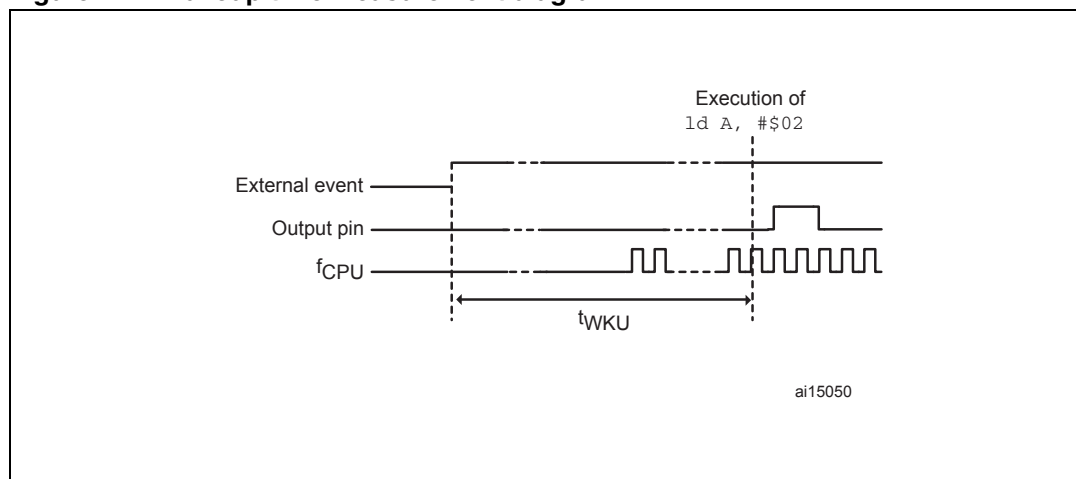 Execution of
ld A, #$02
External event
Output pin
fCPU
tWKU
ai15050